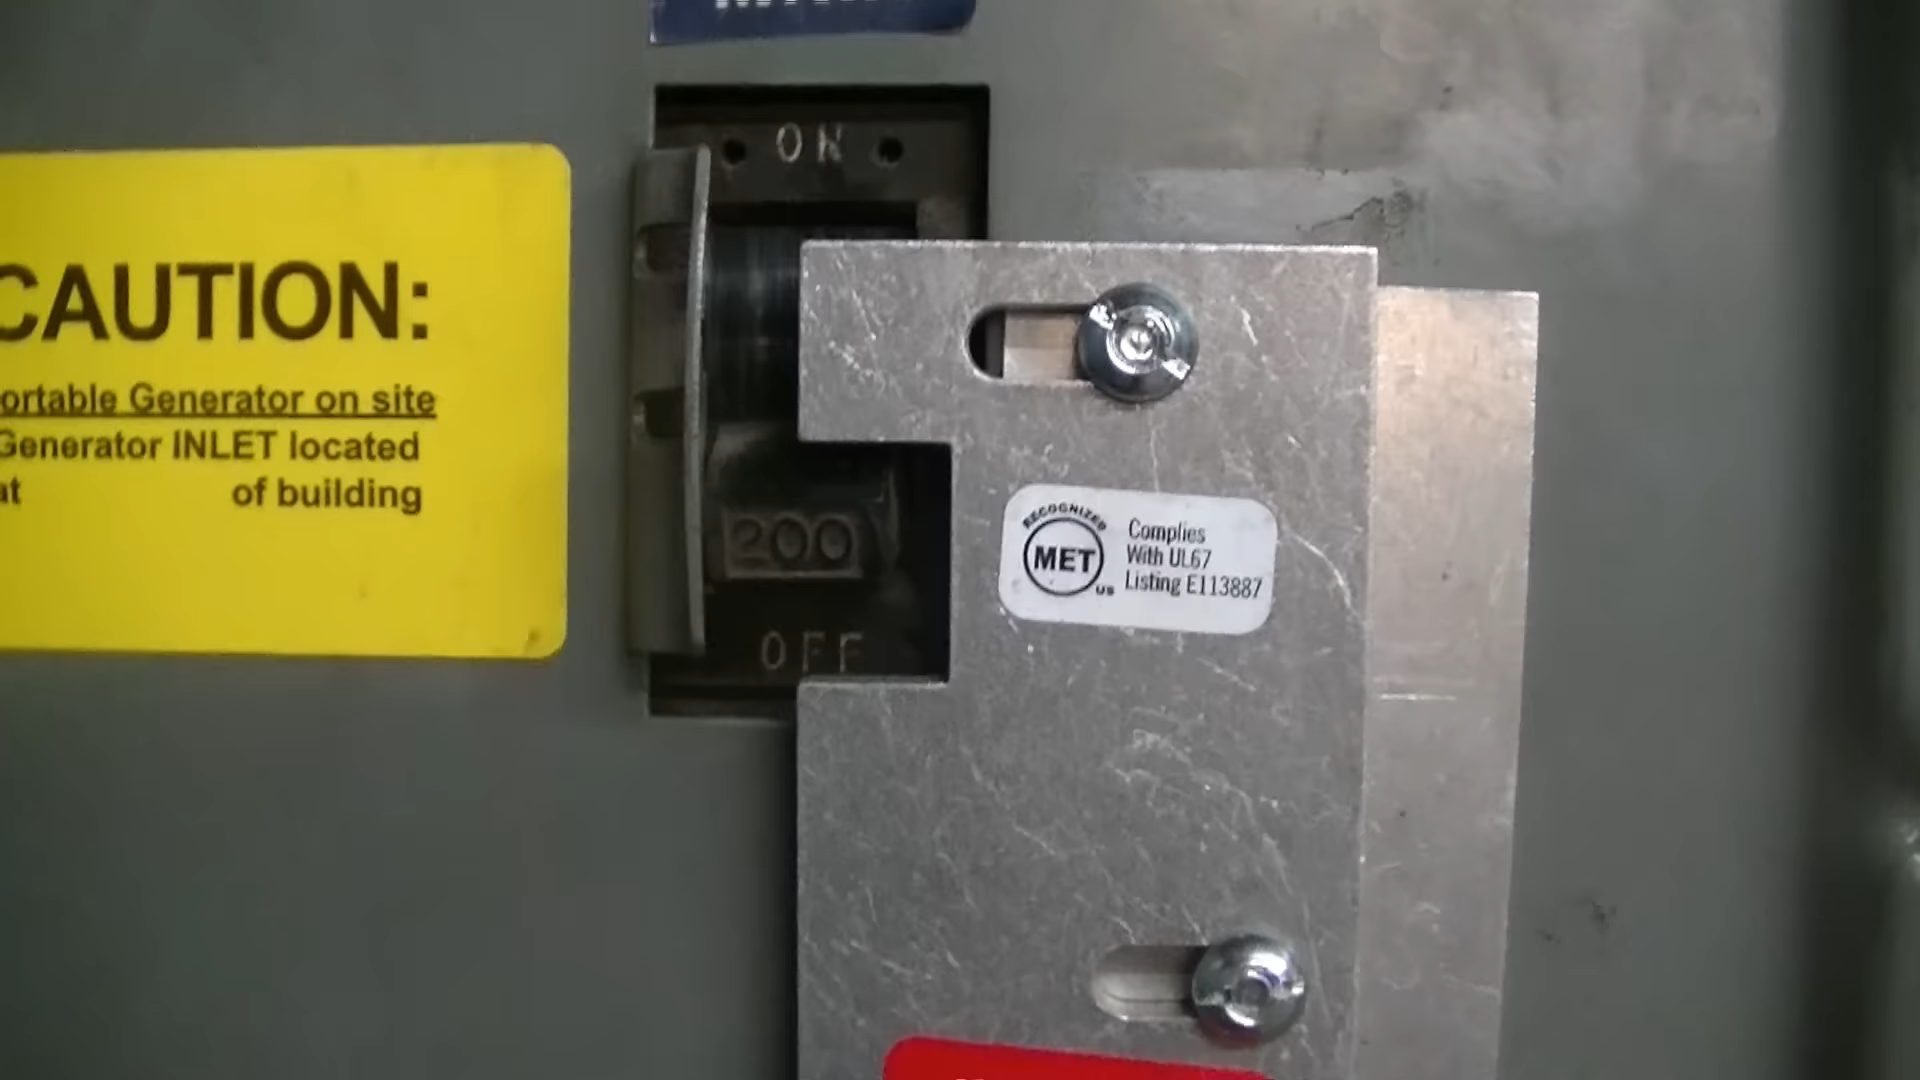 ON
CAUTION:
ortable Generator on site
Generator INLET located
at of building
200
OFF
RECOGNIZED
MET
US
Complies
With UL67
Listing E113887